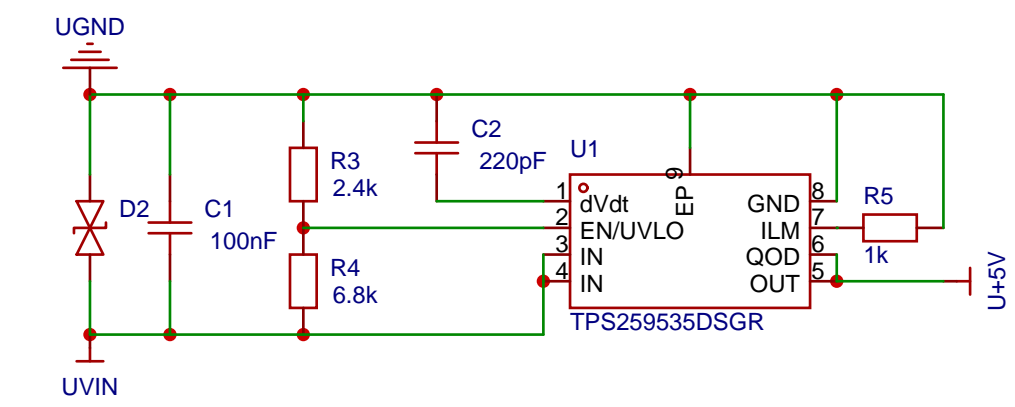 UGND
C2
220pF
U1
R3
2.4k
D2
C1
100nF
R4
6.8k
1
dVdt
2
EN/UVLO
3
IN
4
IN
9
EP
8
GND
7
ILM
6
QOD
5
OUT
R5
1k
TPS259535DSGR
U+5V
UVIN